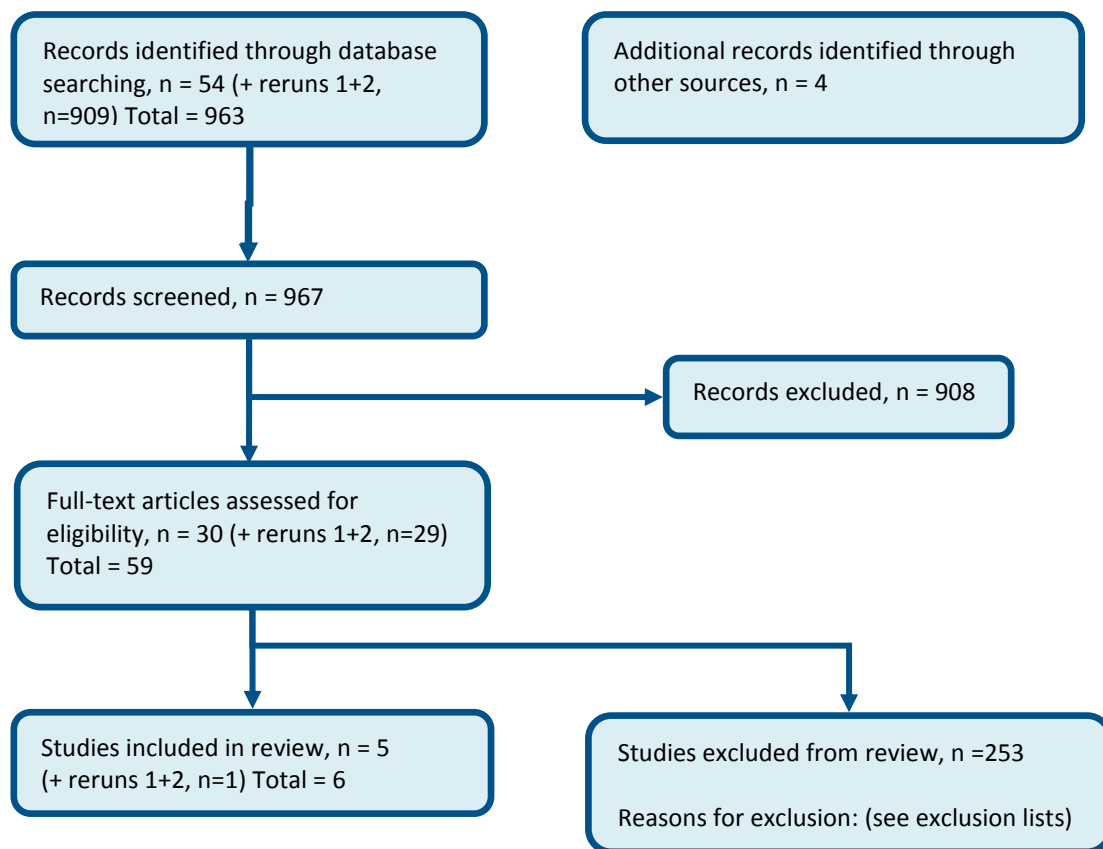 Records identified through database
searching, n = 54 (+ reruns 1+2,
n=909) Total = 963
Additional records identified through
other sources, n = 4
Records screened, n = 967
Records excluded, n = 908
Full-text articles assessed for
eligibility, n = 30 (+ reruns 1+2, n=29)
Total = 59
Studies included in review, n = 5
(+ reruns 1+2, n=1) Total = 6
Studies excluded from review, n =253
Reasons for exclusion: (see exclusion lists)